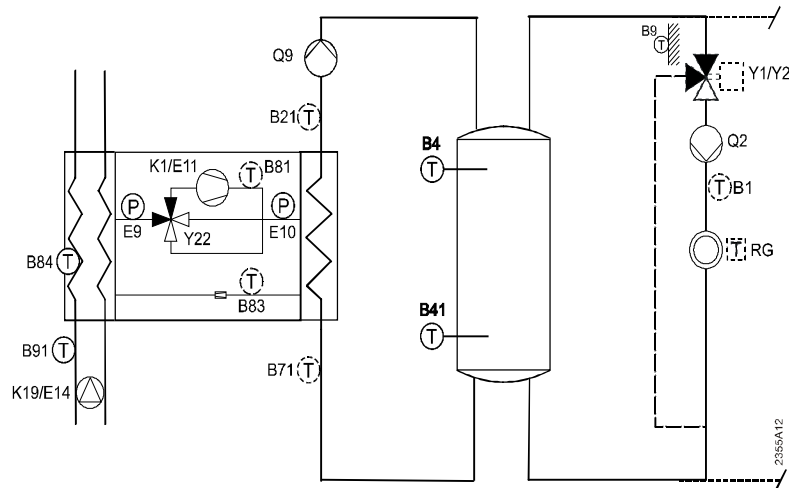 B9
T
Y1/Y2
Q9
B21 T
Q2
B4
T
T B1
K1/E11
T B81
P
P
E9
Y22
E10
T RG
B84 T
T
B83
B41
T
B91 T
B71 T
K19/E14
2355A12